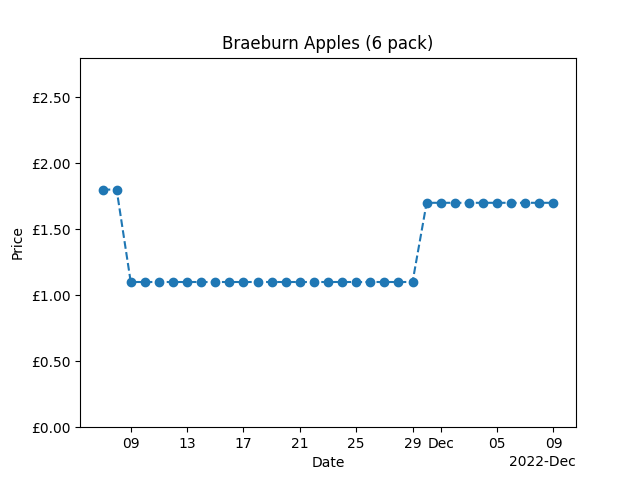 Braeburn Apples (6 pack)
£2.50
£2.00
£1.50
£1.00
£0.50
£0.00
Price
09 13 17 21 25 29 Dec 05 09
Date
2022-Dec